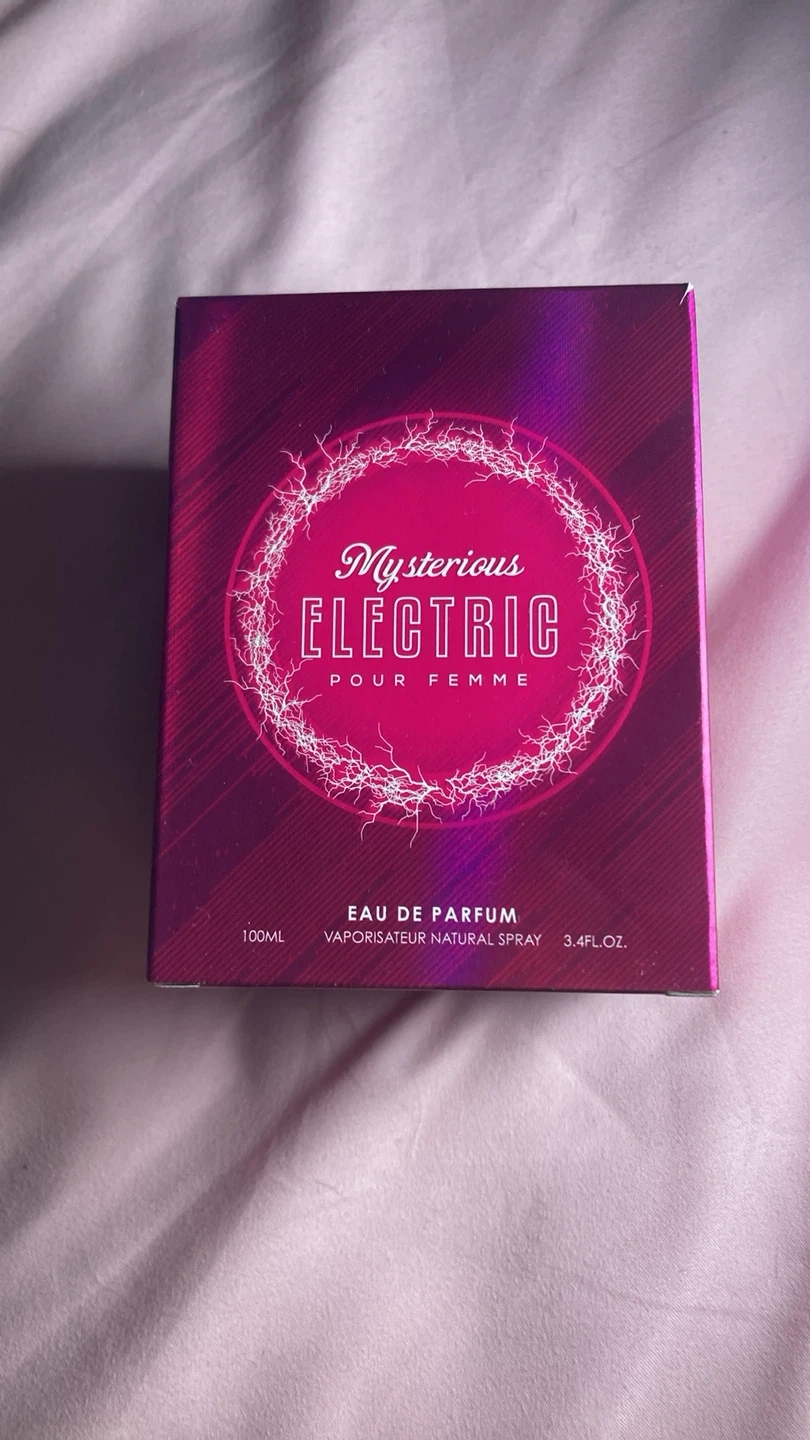 Mysterious
ELECTRIC
POUR FEMME
EAU DE PARFUM
100ML VAPORISATEUR NATURAL SPRAY 3.4FL.OZ.